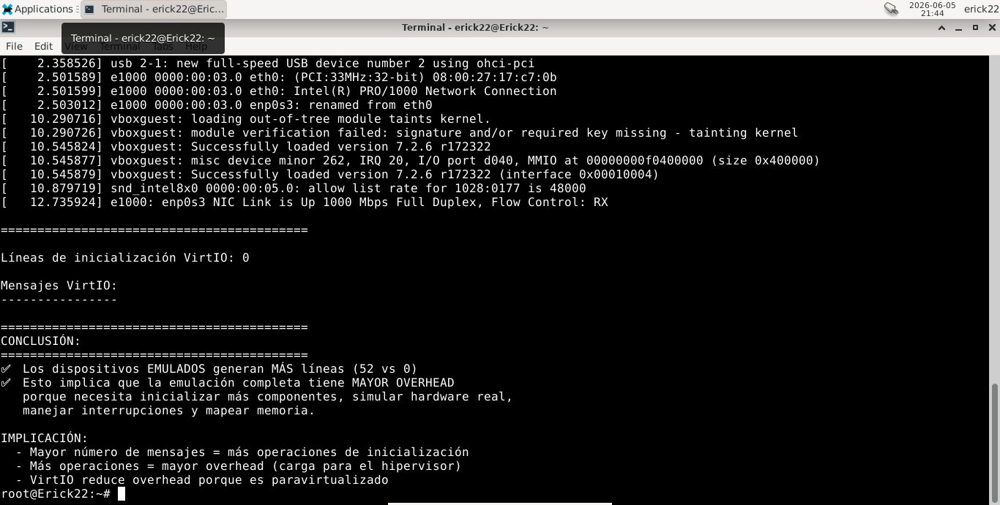 Applications
Terminal - erick22@Eric...
2026-06-05
21:44
erick22
Terminal - erick22@Erick22: ~
Terminal - erick22@Erick22: ~
File Edit View Terminal Tabs Help
[    2.358526] usb 2-1: new full-speed USB device number 2 using ohci-pci
[    2.501589] e1000 0000:00:03.0 eth0: (PCI:33MHz:32-bit) 08:00:27:17:c7:0b
[    2.501599] e1000 0000:00:03.0 eth0: Intel(R) PRO/1000 Network Connection
[    2.503012] e1000 0000:00:03.0 enp0s3: renamed from eth0
[   10.290716] vboxguest: loading out-of-tree module taints kernel.
[   10.290726] vboxguest: module verification failed: signature and/or required key missing - tainting kernel
[   10.545824] vboxguest: Successfully loaded version 7.2.6 r172322
[   10.545877] vboxguest: misc device minor 262, IRQ 20, I/O port d040, MMIO at 00000000f0400000 (size 0x400000)
[   10.545879] vboxguest: Successfully loaded version 7.2.6 r172322 (interface 0x00010004)
[   10.879719] snd_intel8x0 0000:00:05.0: allow list rate for 1028:0177 is 48000
[   12.735924] e1000: enp0s3 NIC Link is Up 1000 Mbps Full Duplex, Flow Control: RX
==========================================
Líneas de inicialización VirtIO: 0
Mensajes VirtIO:
----------------
==========================================
CONCLUSIÓN:
==========================================
✅ Los dispositivos EMULADOS generan MÁS líneas (52 vs 0)
✅ Esto implica que la emulación completa tiene MAYOR OVERHEAD
   porque necesita inicializar más componentes, simular hardware real,
   manejar interrupciones y mapear memoria.
IMPLICACIÓN:
  - Mayor número de mensajes = más operaciones de inicialización
  - Más operaciones = mayor overhead (carga para el hipervisor)
  - VirtIO reduce overhead porque es paravirtualizado
root@Erick22:~#